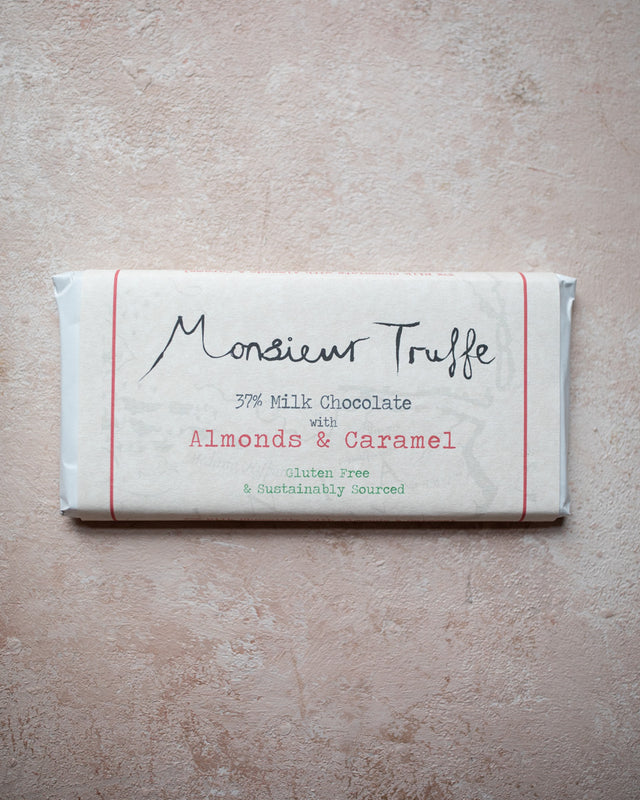 Monsieur Truffe
37% Milk Chocolate
with
Almonds & Caramel
Gluten Free
& Sustainably Sourced